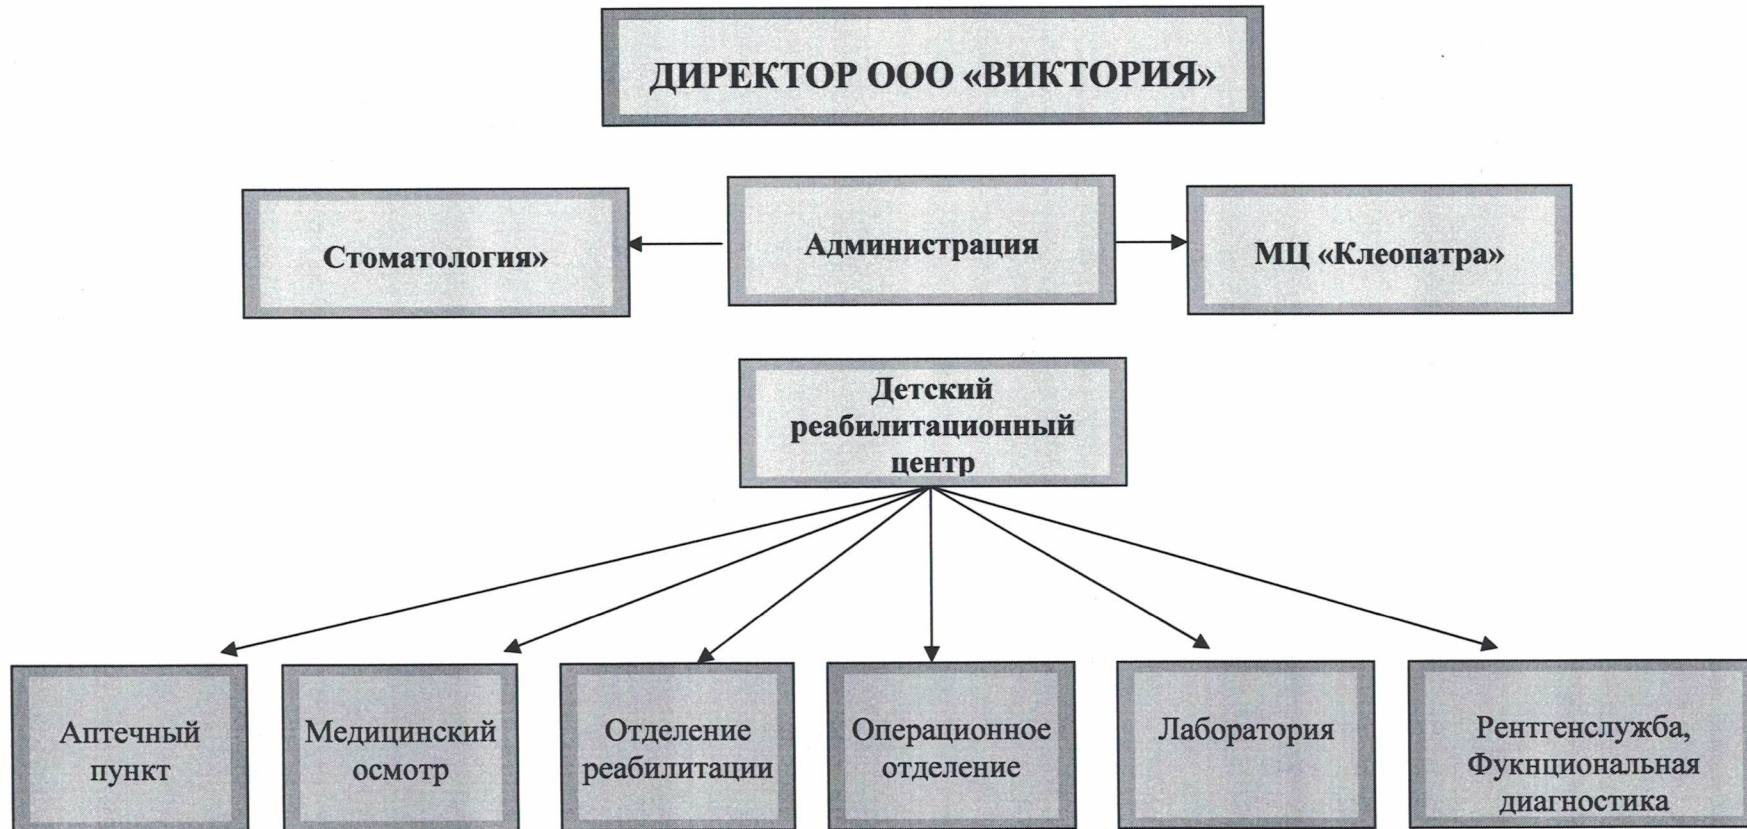 ДИРЕКТОР ООО «ВИКТОРИЯ»
Стоматология»
Администрация
МЦ «Клеопатра»
Детский
реабилитационный
центр
Аптечный
пункт
Медицинский
осмотр
Отделение
реабилитации
Операционное
отделение
Лаборатория
Рентгенслужба,
Фукнциональная
диагностика